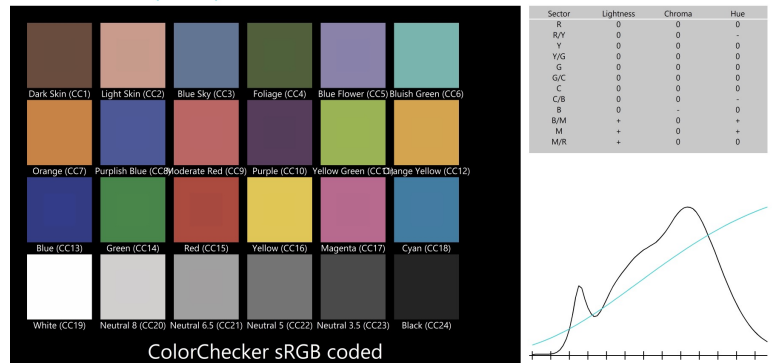 Dark Skin (CC1) Light Skin (CC2) Blue Sky (CC3) Foliage (CC4) Blue Flower (CC5) Bluish Green (CC6)
Orange (CC7) Purplish Blue (CC8) Moderate Red (CC9) Purple (CC10) Yellow Green (CC11) Orange Yellow (CC12)
Blue (CC13) Green (CC14) Red (CC15) Yellow (CC16) Magenta (CC17) Cyan (CC18)
White (CC19) Neutral 8 (CC20) Neutral 6.5 (CC21) Neutral 5 (CC22) Neutral 3.5 (CC23) Black (CC24)
ColorChecker sRGB coded
Sector Lightness Chroma Hue
R 0 0 0
R/Y 0 0 -
Y 0 0 0
Y/G 0 0 0
G 0 0 0
G/C 0 0 0
C 0 0 0
C/B 0 0 -
B 0 - 0
B/M + 0 +
M + 0 +
M/R + 0 0